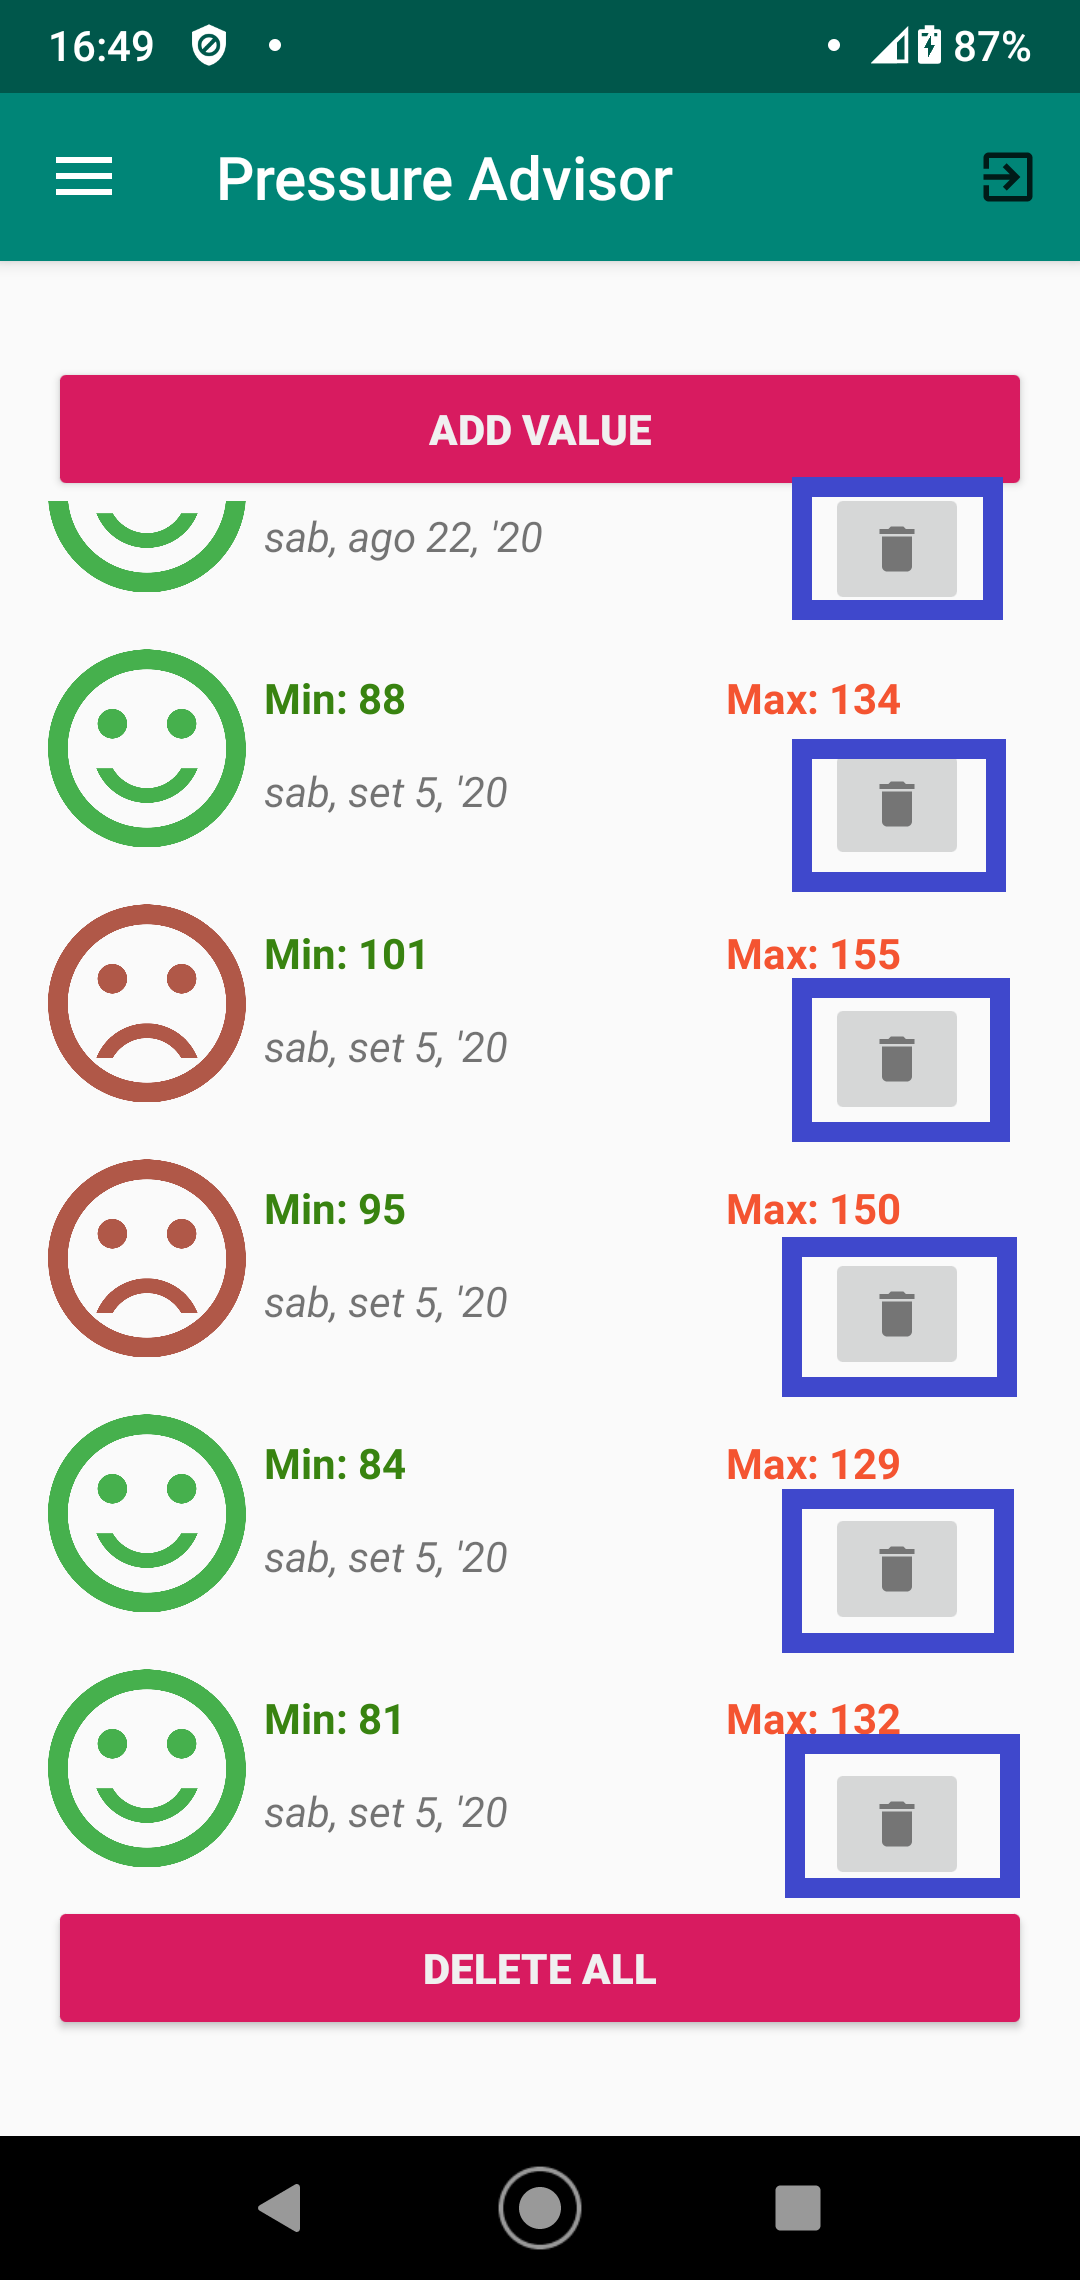 16:49 87%
Pressure Advisor
ADD VALUE
sab, ago 22, '20
Min: 88 Max: 134
sab, set 5, '20
Min: 101 Max: 155
sab, set 5, '20
Min: 95 Max: 150
sab, set 5, '20
Min: 84 Max: 129
sab, set 5, '20
Min: 81 Max: 132
sab, set 5, '20
DELETE ALL